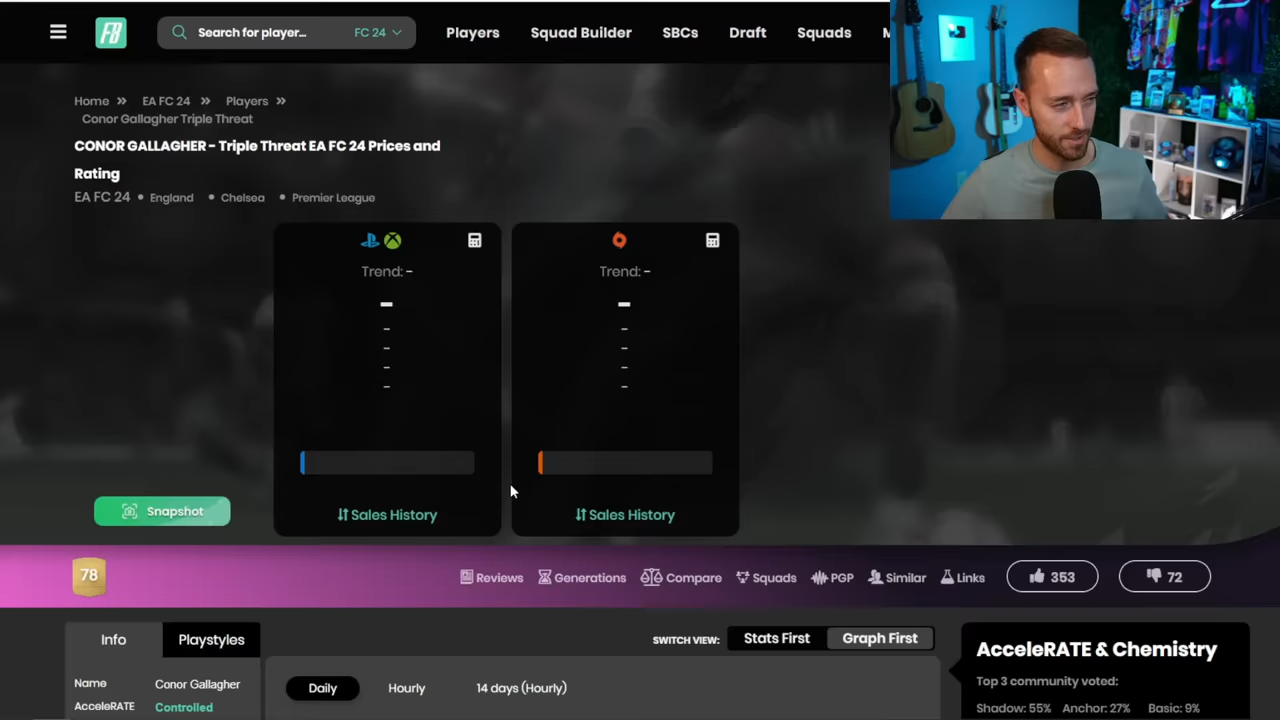 FB
Search for player...
FC 24
Players
Squad Builder
SBCs
Draft
Squads
M
Home » EA FC 24 » Players »
Conor Gallagher Triple Threat
CONOR GALLAGHER - Triple Threat EA FC 24 Prices and
Rating
EA FC 24 • England • Chelsea • Premier League
Trend: -
-
-
-
-
-
Sales History
Trend: -
-
-
-
-
-
Sales History
Snapshot
78
Reviews
Generations
Compare
Squads
PGP
Similar
Links
353
72
Info
Playstyles
SWITCH VIEW:
Stats First
Graph First
Name
Conor Gallagher
AcceleRATE
Controlled
Daily
Hourly
14 days (Hourly)
AcceleRATE & Chemistry
Top 3 community voted:
Shadow: 55% Anchor: 27% Basic: 9%